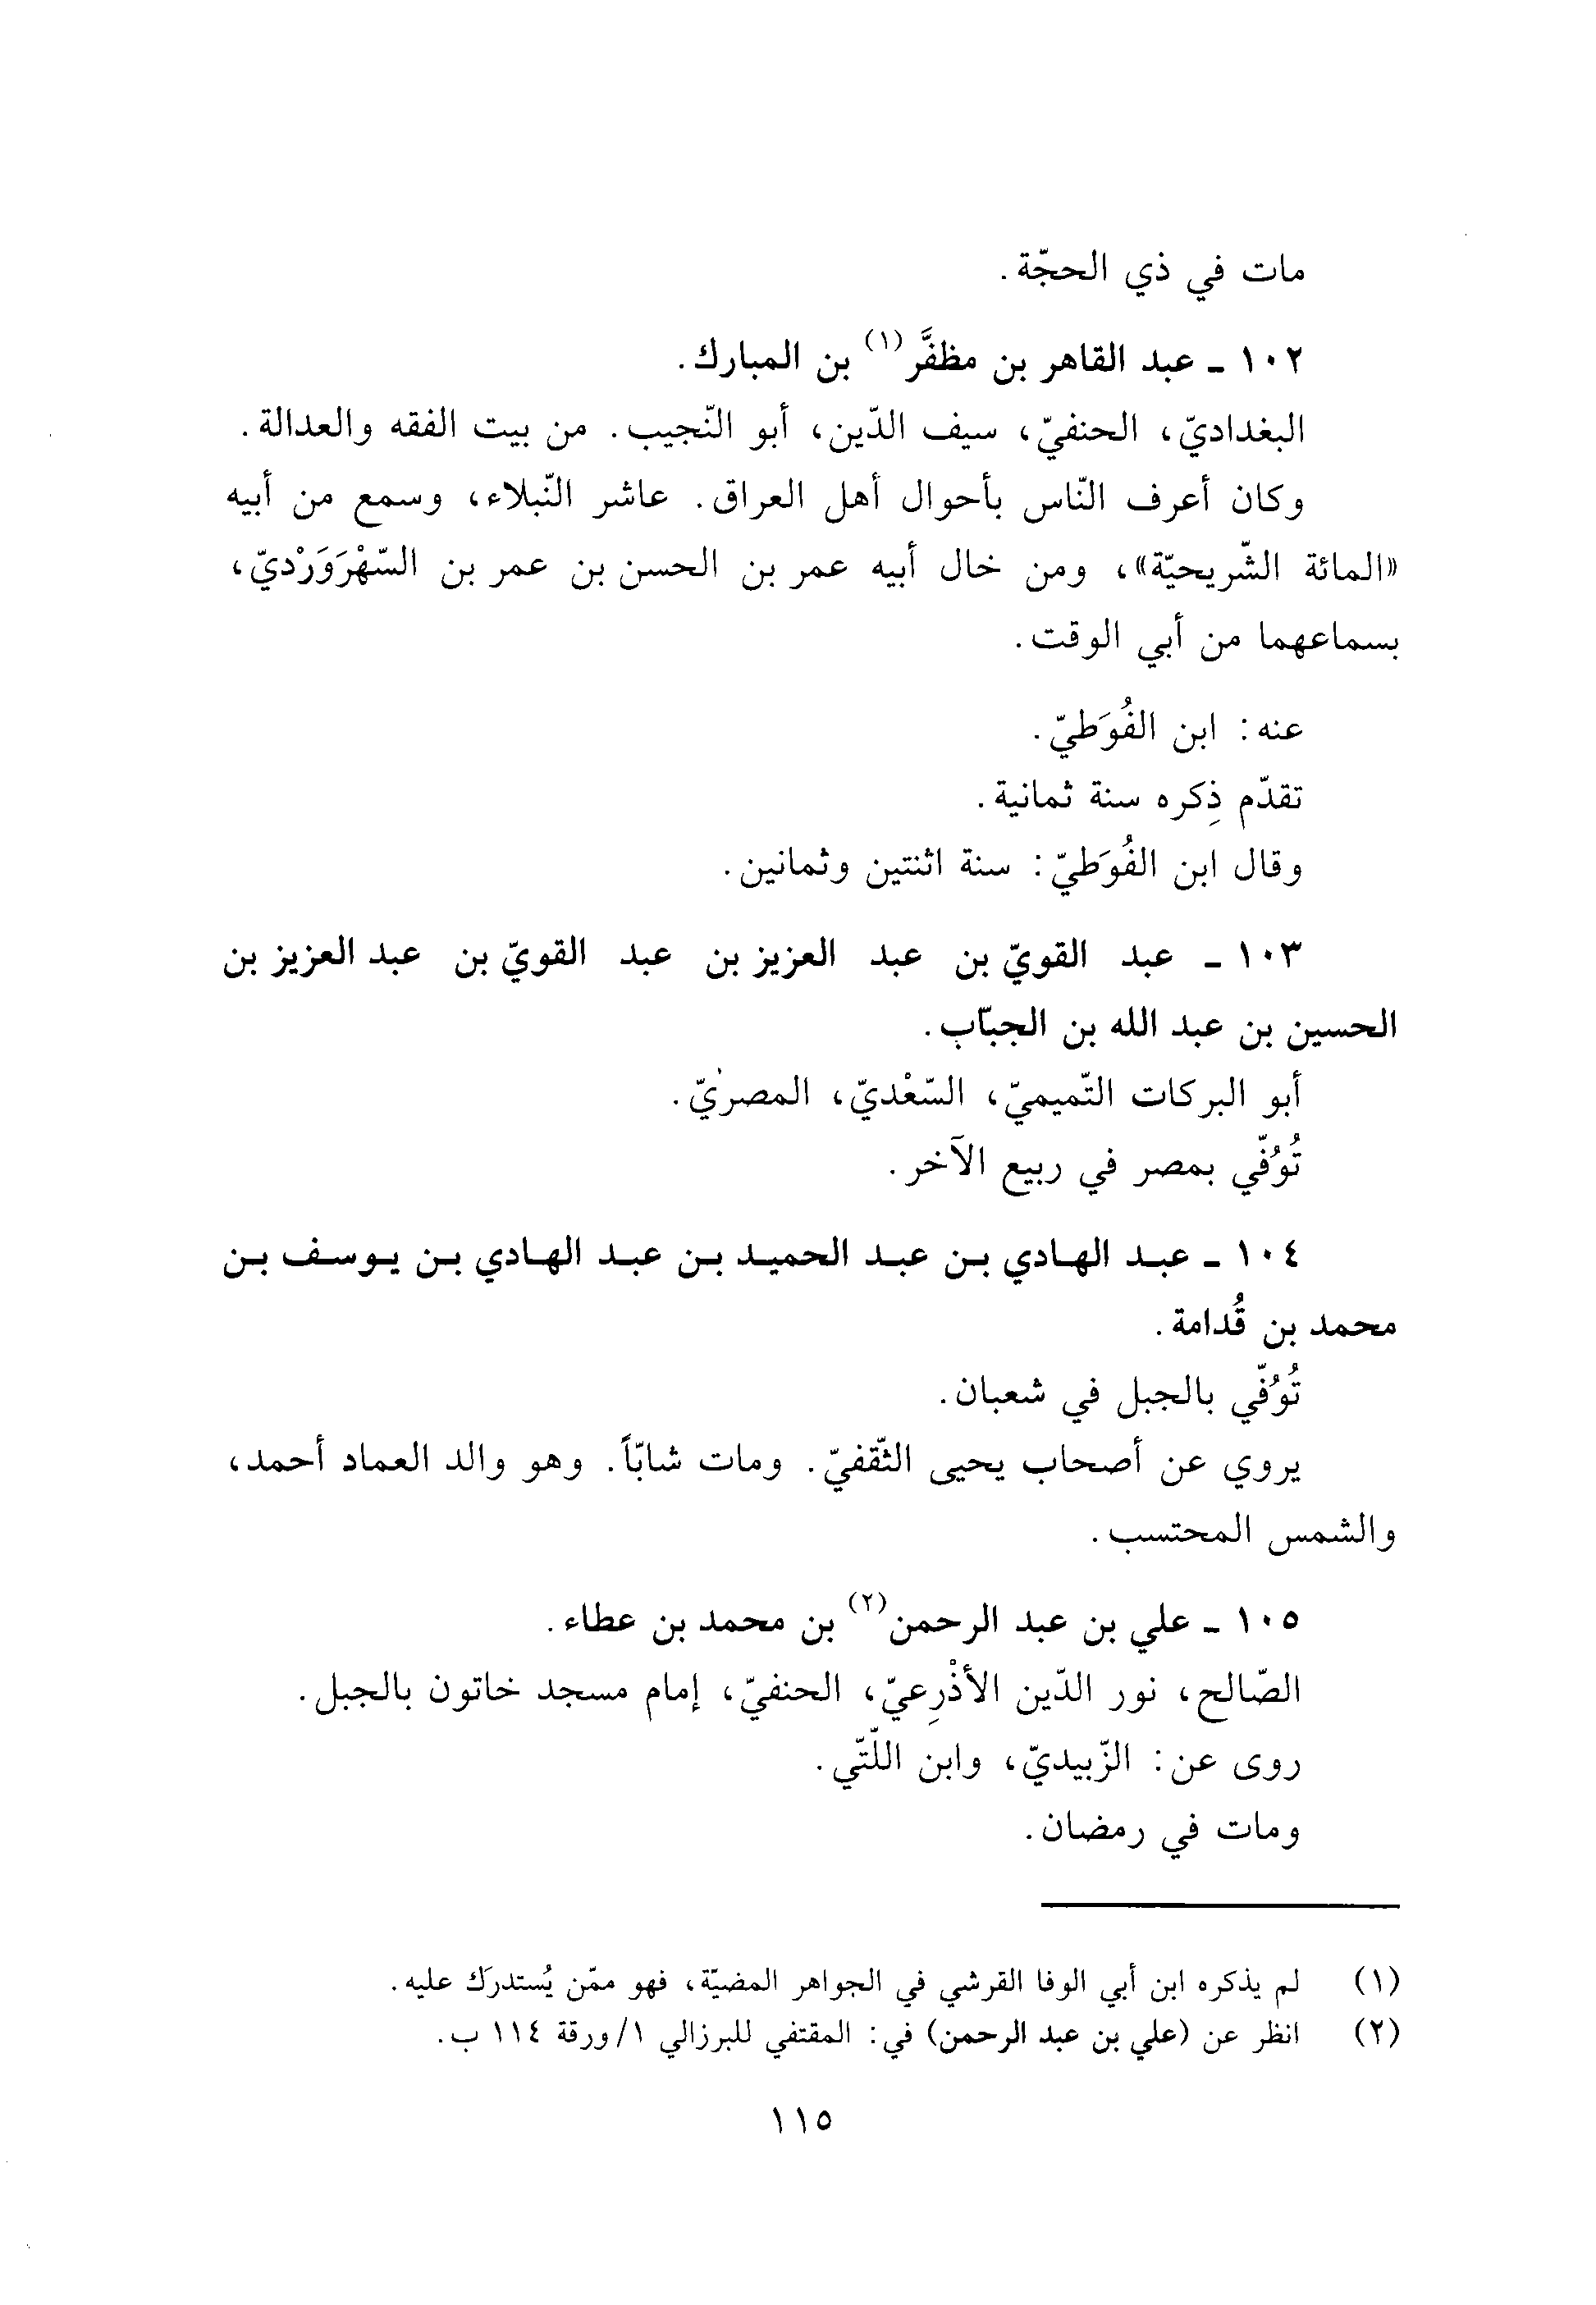 مات في ذي الحجّة.
١٠٢ ـ عبد القاهر بن مظفَّر(١) بن المبارك.
البغداديّ، الحنفيّ، سيف الدّين، أبو النّجيب. من بيت الفقه والعدالة.
وكان أعرف النّاس بأحوال أهل العراق. عاشر النّبلاء، وسمع من أبيه
«المائة الشّريحيّة»، ومن خال أبيه عمر بن الحسن بن عمر بن السّهْرَوَرْديّ،
بسماعهما من أبي الوقت.
عنه: ابن الفُوَطيّ.
تقدّم ذِكره سنة ثمانية.
وقال ابن الفُوَطيّ: سنة اثنتين وثمانين.
١٠٣ ـ عبد القويّ بن عبد العزيز بن عبد القويّ بن عبد العزيز بن
الحسين بن عبد الله بن الجبّاب.
أبو البركات التّميميّ، السّعْديّ، المصريّ.
تُوُفّي بمصر في ربيع الآخر.
١٠٤ ـ عبد الهادي بن عبد الحميد بن عبد الهادي بن يوسف بن
محمد بن قُدامة.
تُوُفّي بالجبل في شعبان.
يروي عن أصحاب يحيى الثّقفيّ. ومات شابّاً. وهو والد العماد أحمد،
والشمس المحتسب.
١٠٥ ـ علي بن عبد الرحمن(٢) بن محمد بن عطاء.
الصّالح، نور الدّين الأذْرِعيّ، الحنفيّ، إمام مسجد خاتون بالجبل.
روى عن: الزّبيديّ، وابن اللّتّي.
ومات في رمضان.
(١) لم يذكره ابن أبي الوفا القرشي في الجواهر المضيّة، فهو ممّن يُستدرَك عليه.
(٢) انظر عن (علي بن عبد الرحمن) في: المقتفي للبرزالي ١/ورقة ١١٤ ب.
١١٥